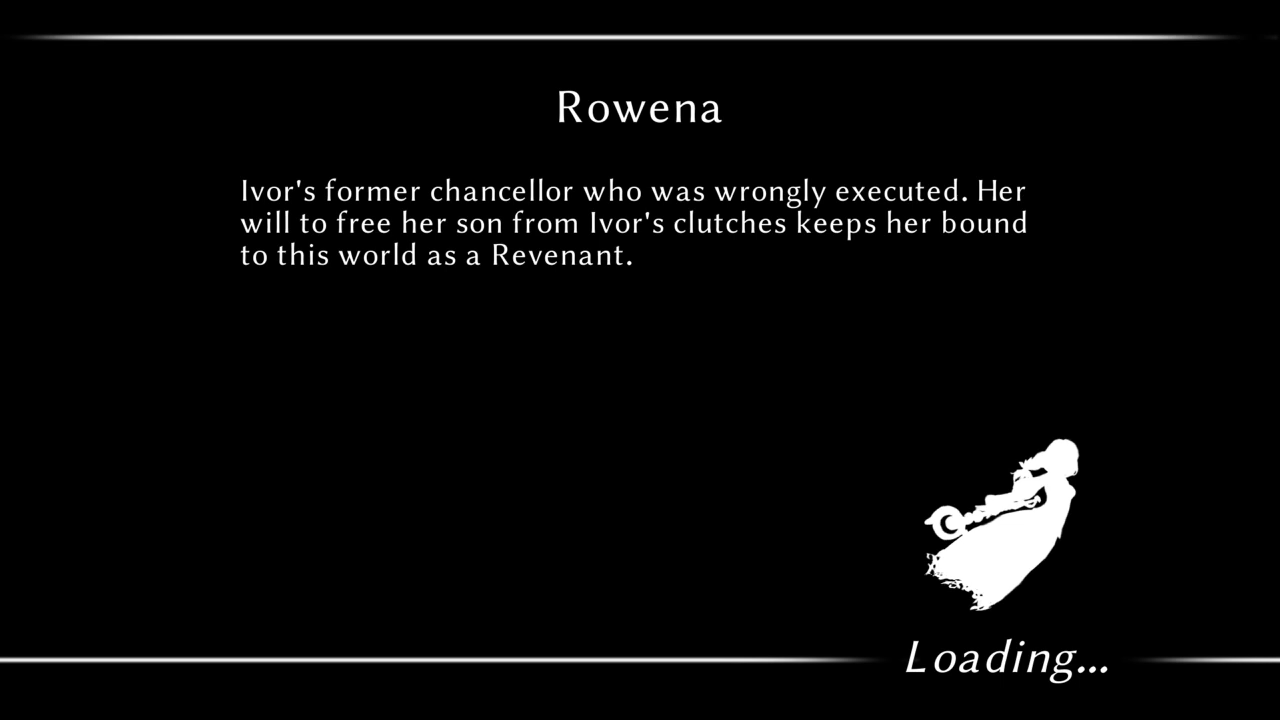 Rowena
Ivor's former chancellor who was wrongly executed. Her
will to free her son from Ivor's clutches keeps her bound
to this world as a Revenant.
Loading...